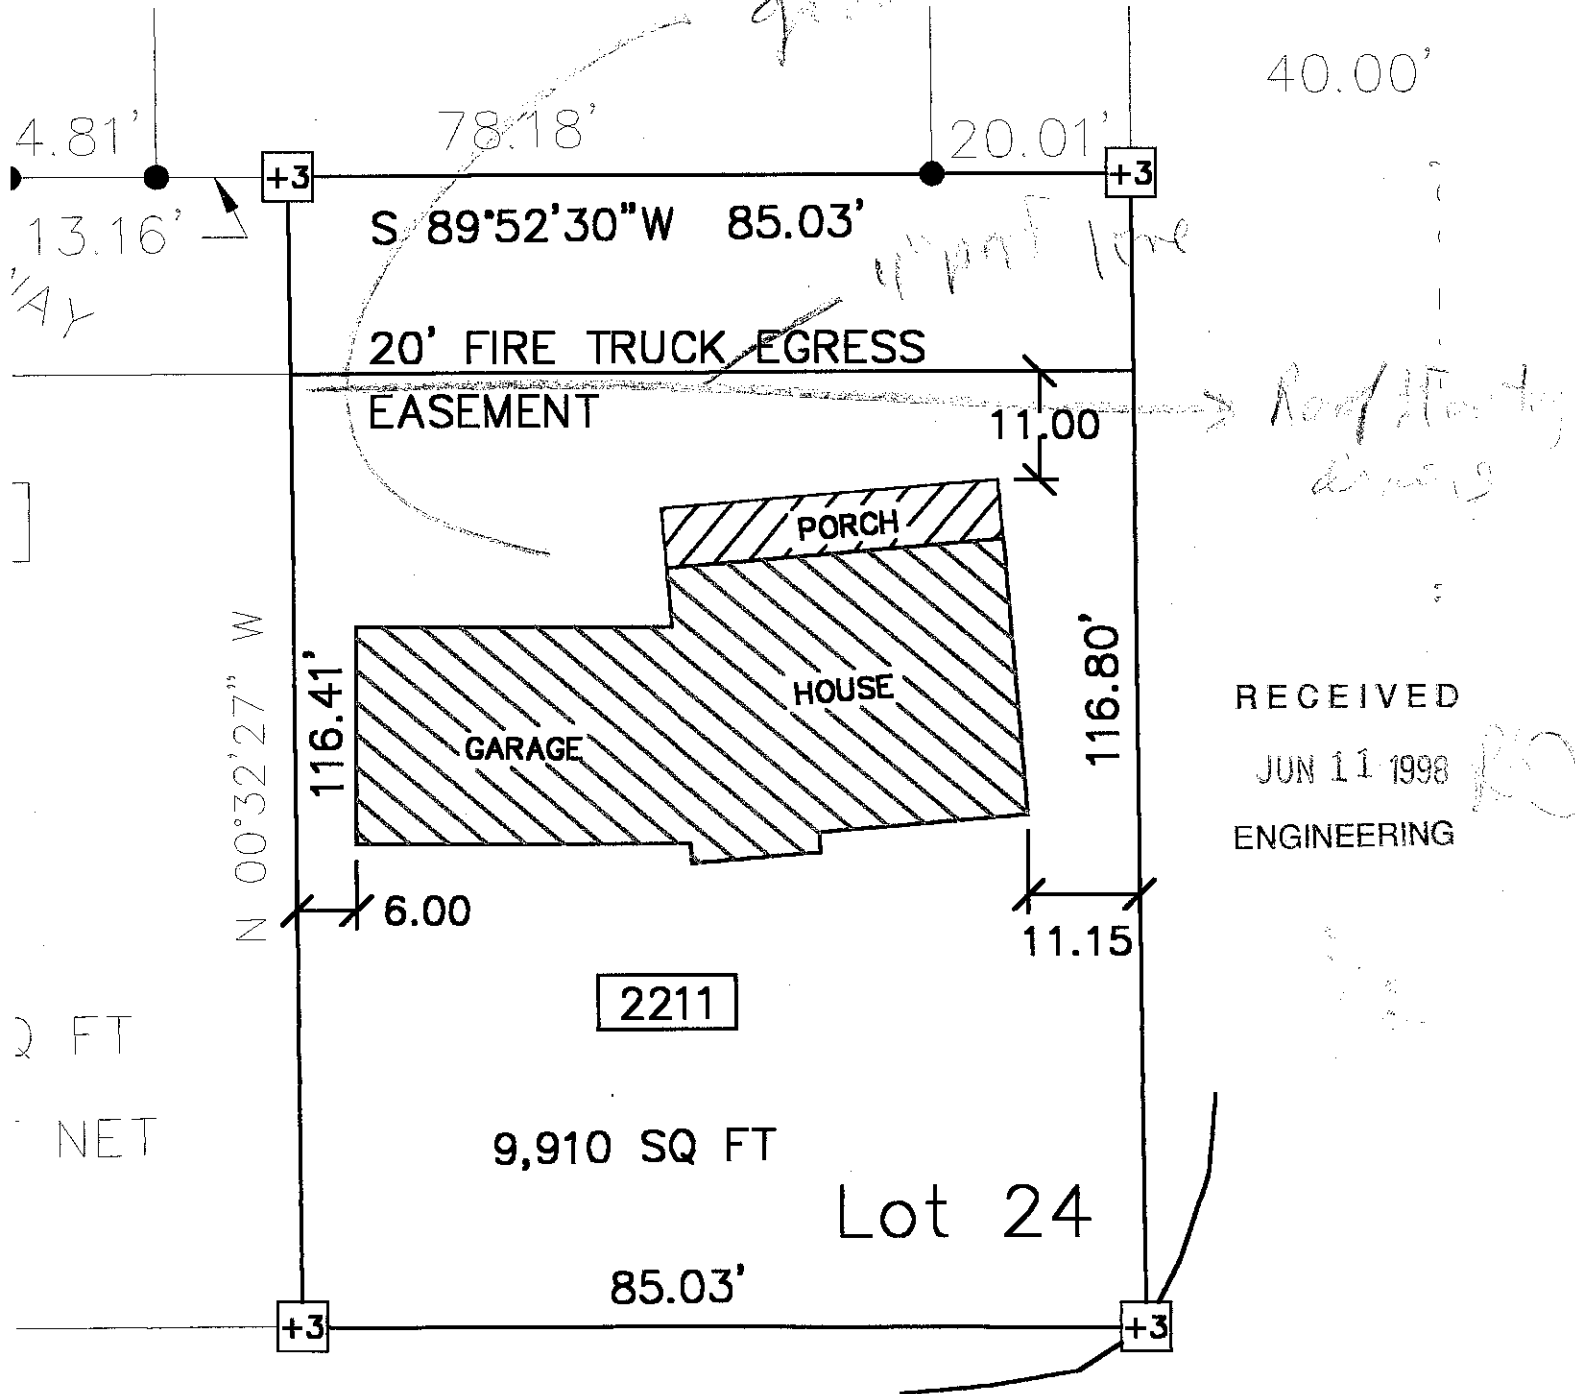 40.00'
4.81'
78.18'
20.01'
+3
+3
13.16'
S 89°52'30"W 85.03'
20' FIRE TRUCK EGRESS
EASEMENT
11.00
PORCH
HOUSE
GARAGE
N 00°32'27" W
116.41'
116.80'
RECEIVED
JUN 11 1998
ENGINEERING
6.00
11.15
2211
FT
NET
9,910 SQ FT
Lot 24
85.03'
+3
+3